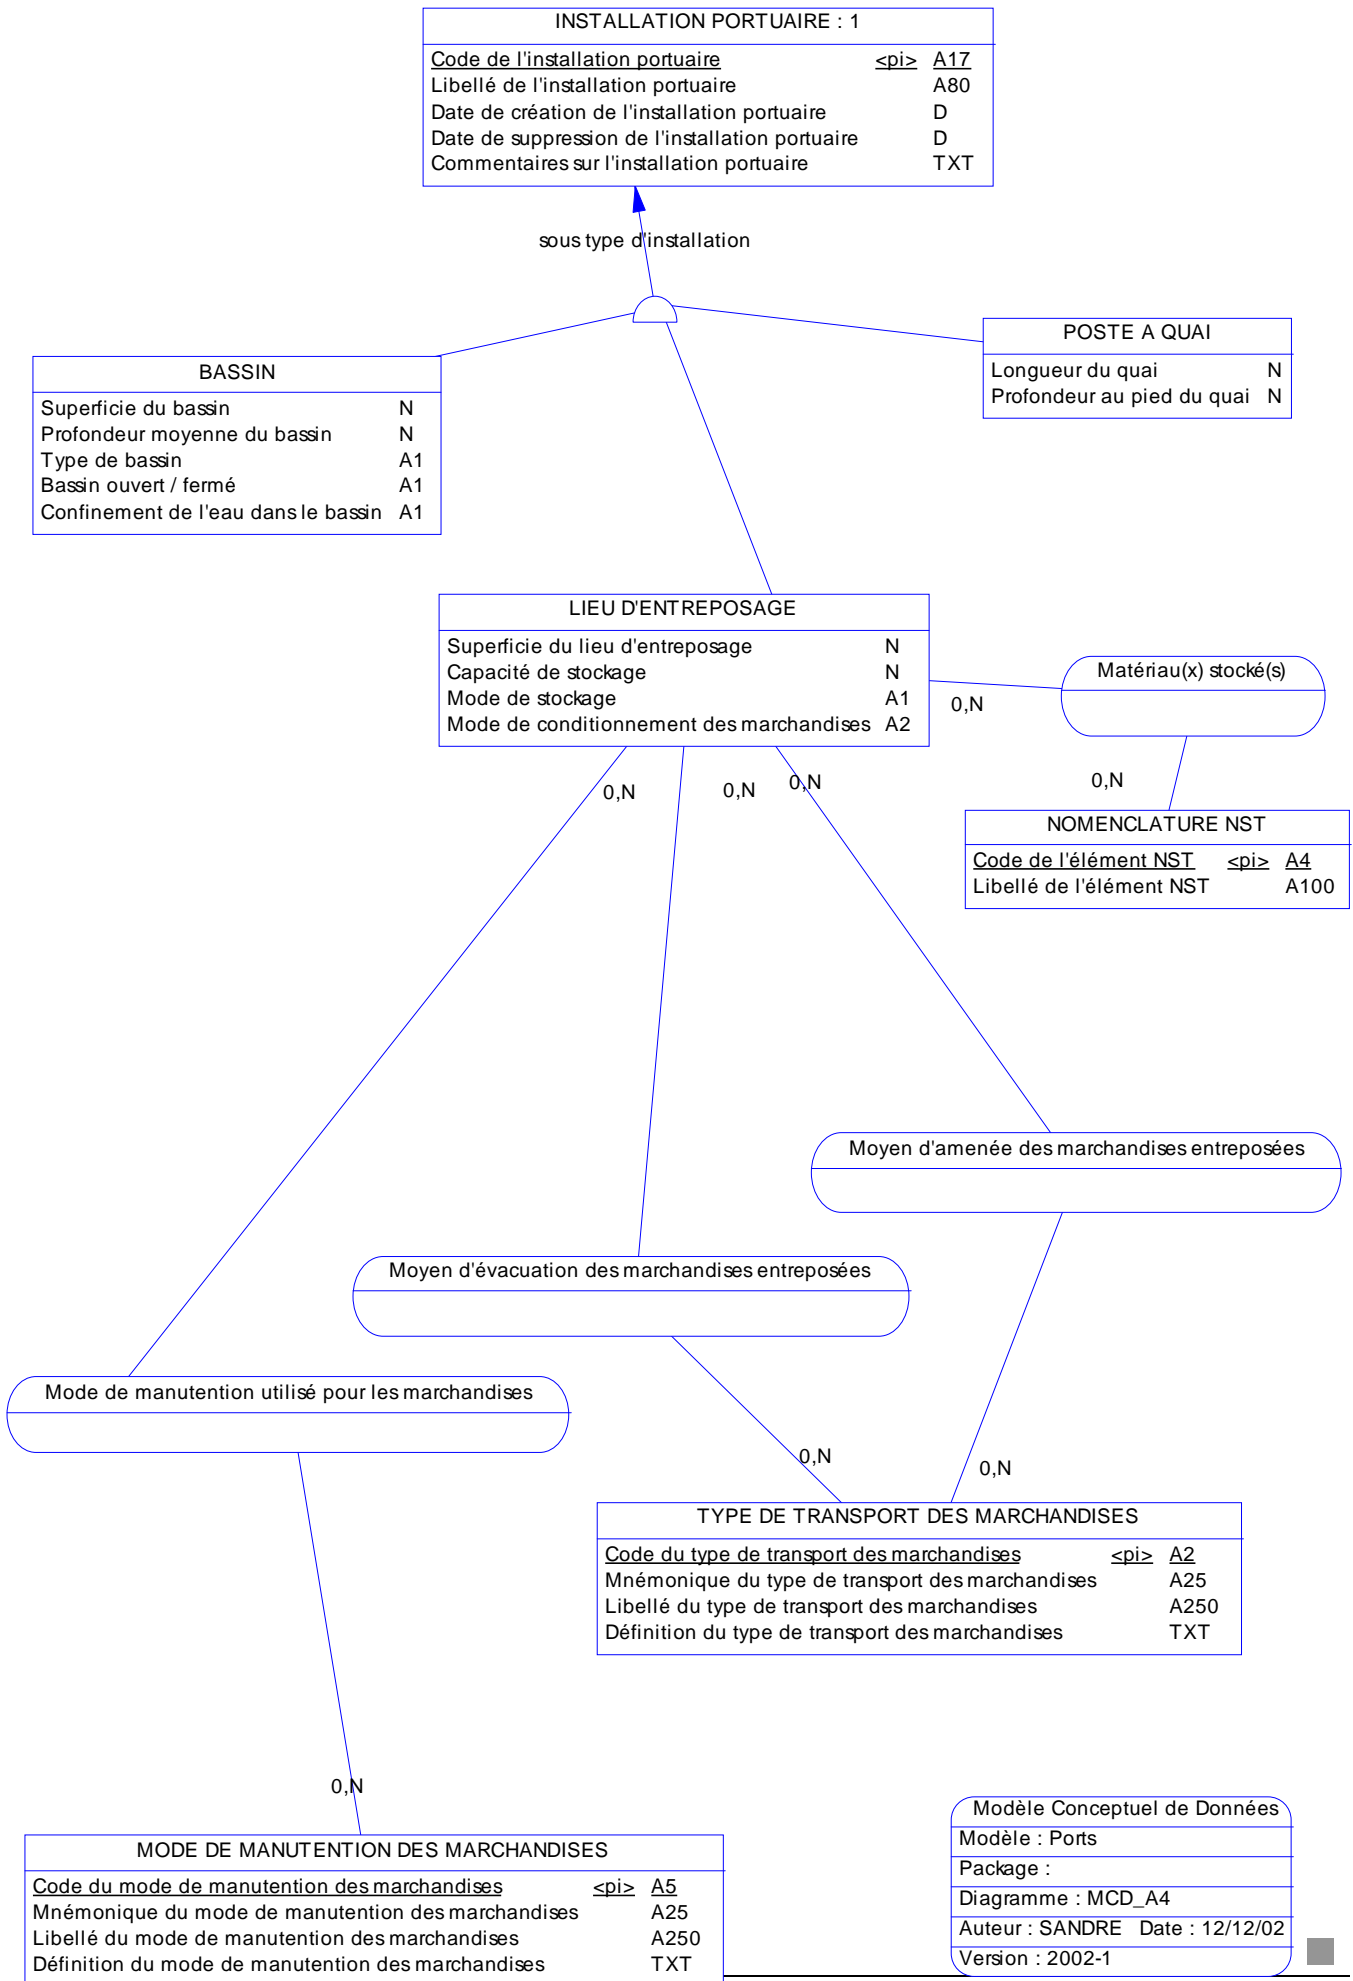 INSTALLATION PORTUAIRE : 1
Code de l'installation portuaire <pi> A17
Libellé de l'installation portuaire A80
Date de création de l'installation portuaire D
Date de suppression de l'installation portuaire D
Commentaires sur l'installation portuaire TXT
sous type d'installation
POSTE A QUAI
Longueur du quai N
Profondeur au pied du quai N
BASSIN
Superficie du bassin N
Profondeur moyenne du bassin N
Type de bassin A1
Bassin ouvert / fermé A1
Confinement de l'eau dans le bassin A1
LIEU D'ENTREPOSAGE
Superficie du lieu d'entreposage N
Capacité de stockage N
Mode de stockage A1
Mode de conditionnement des marchandises A2
Matériau(x) stocké(s)
0,N
0,N
0,N
0,N
0,N
NOMENCLATURE NST
Code de l'élément NST <pi> A4
Libellé de l'élément NST A100
Moyen d'amenée des marchandises entreposées
Moyen d'évacuation des marchandises entreposées
Mode de manutention utilisé pour les marchandises
0,N
0,N
TYPE DE TRANSPORT DES MARCHANDISES
Code du type de transport des marchandises <pi> A2
Mnémonique du type de transport des marchandises A25
Libellé du type de transport des marchandises A250
Définition du type de transport des marchandises TXT
0,N
MODE DE MANUTENTION DES MARCHANDISES
Code du mode de manutention des marchandises <pi> A5
Mnémonique du mode de manutention des marchandises A25
Libellé du mode de manutention des marchandises A250
Définition du mode de manutention des marchandises TXT
Modèle Conceptuel de Données
Modèle : Ports
Package :
Diagramme : MCD_A4
Auteur : SANDRE Date : 12/12/02
Version : 2002-1